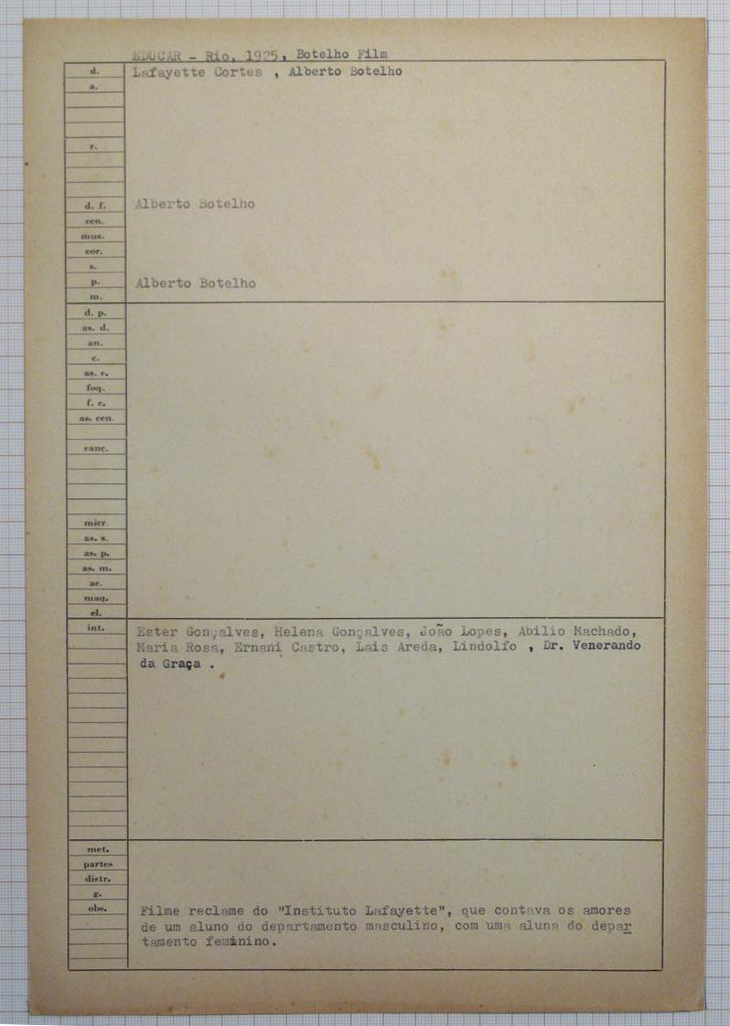 EDUCAR - Rio, 1925, Botelho Film
d. Lafayette Cortes , Alberto Botelho
a.
r.
d. f. Alberto Botelho
cen.
mus.
cor.
s.
p. Alberto Botelho
m.
d. p.
as. d.
an.
c.
as. c.
foq.
f. c.
as. cen.
canç.
micr.
as. s.
as. p.
as. m.
ac.
maq.
el.
int. Ester Gonçalves, Helena Gonçalves, João Lopes, Abilio Machado,
Maria Rosa, Ernani Castro, Lais Areda, Lindolfo , Dr. Venerando
da Graça .
met.
partes
distr.
g.
obs. Filme reclame do "Instituto Lafayette", que contava os amores
de um aluno do departamento masculino, com uma aluna do depar
tamento feminino.